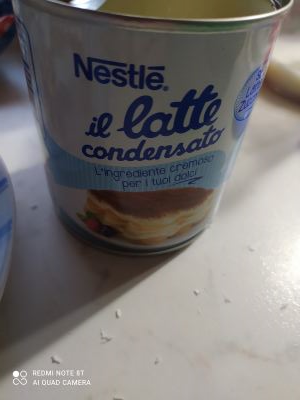 Nestlé®
il latte
condensato
L'ingrediente cremoso
per i tuoi dolci
REDMI NOTE 8T
AI QUAD CAMERA